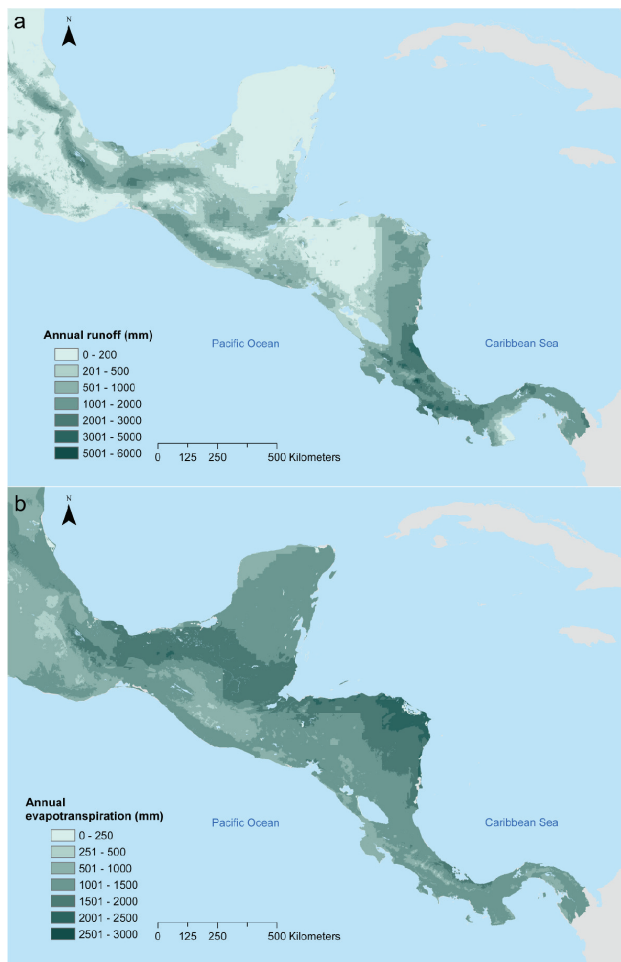 a
N
Annual runoff (mm)
0 - 200
201 - 500
501 - 1000
1001 - 2000
2001 - 3000
3001 - 5000
5001 - 6000
Pacific Ocean
Caribbean Sea
0 125 250 500 Kilometers
b
N
Annual
evapotranspiration (mm)
0 - 250
251 - 500
501 - 1000
1001 - 1500
1501 - 2000
2001 - 2500
2501 - 3000
Pacific Ocean
Caribbean Sea
0 125 250 500 Kilometers